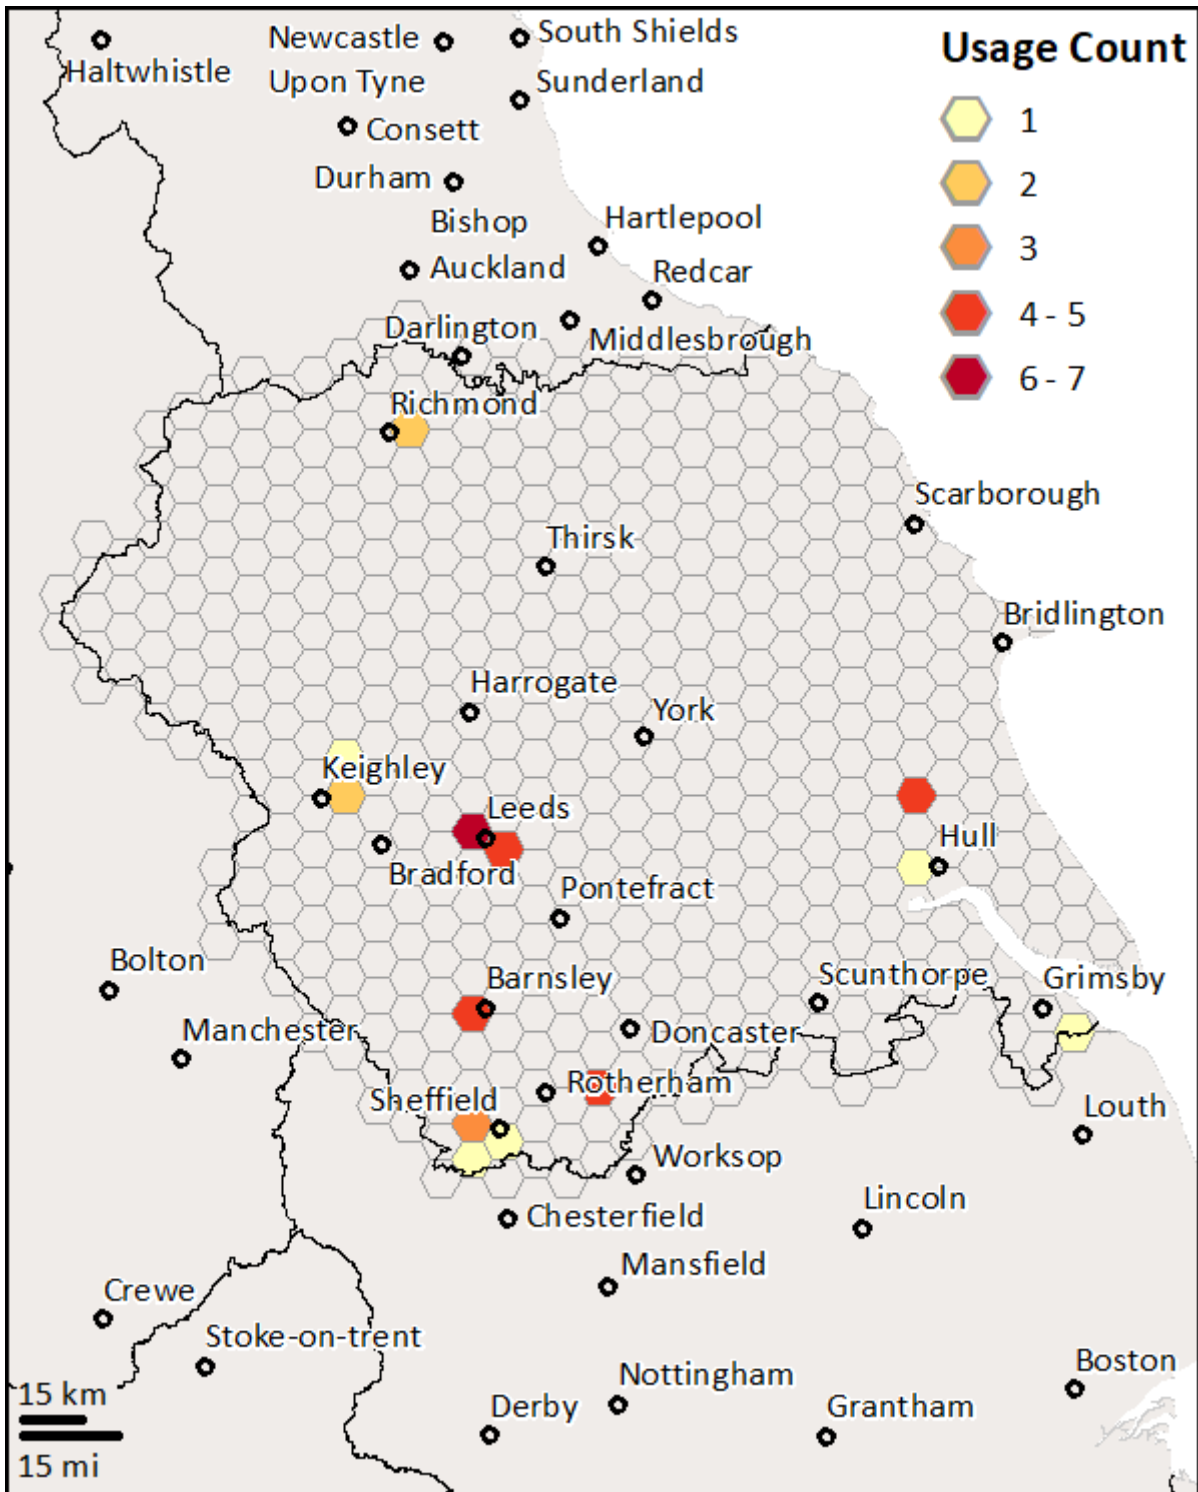 Newcastle
Upon Tyne
South Shields
Usage Count
Haltwhistle
Sunderland
1
Consett
Durham
2
Bishop
Auckland
Hartlepool
3
Redcar
4 - 5
Darlington
Middlesbrough
6 - 7
Richmond
Scarborough
Thirsk
Bridlington
Harrogate
York
Keighley
Leeds
Hull
Bradford
Pontefract
Bolton
Barnsley
Scunthorpe
Grimsby
Manchester
Doncaster
Sheffield
Rotherham
Louth
Worksop
Lincoln
Chesterfield
Mansfield
Crewe
Stoke-on-trent
Nottingham
Boston
15 km
Derby
Grantham
15 mi